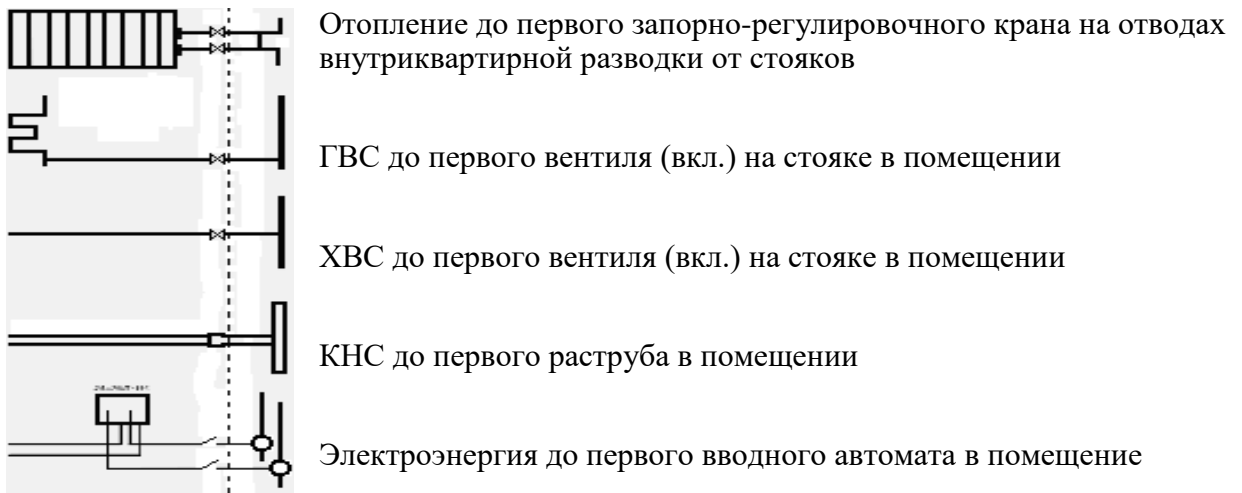 Отопление до первого запорно-регулировочного крана на отводах
внутриквартирной разводки от стояков
ГВС до первого вентиля (вкл.) на стояке в помещении
ХВС до первого вентиля (вкл.) на стояке в помещении
КНС до первого раструба в помещении
Электроэнергия до первого вводного автомата в помещение